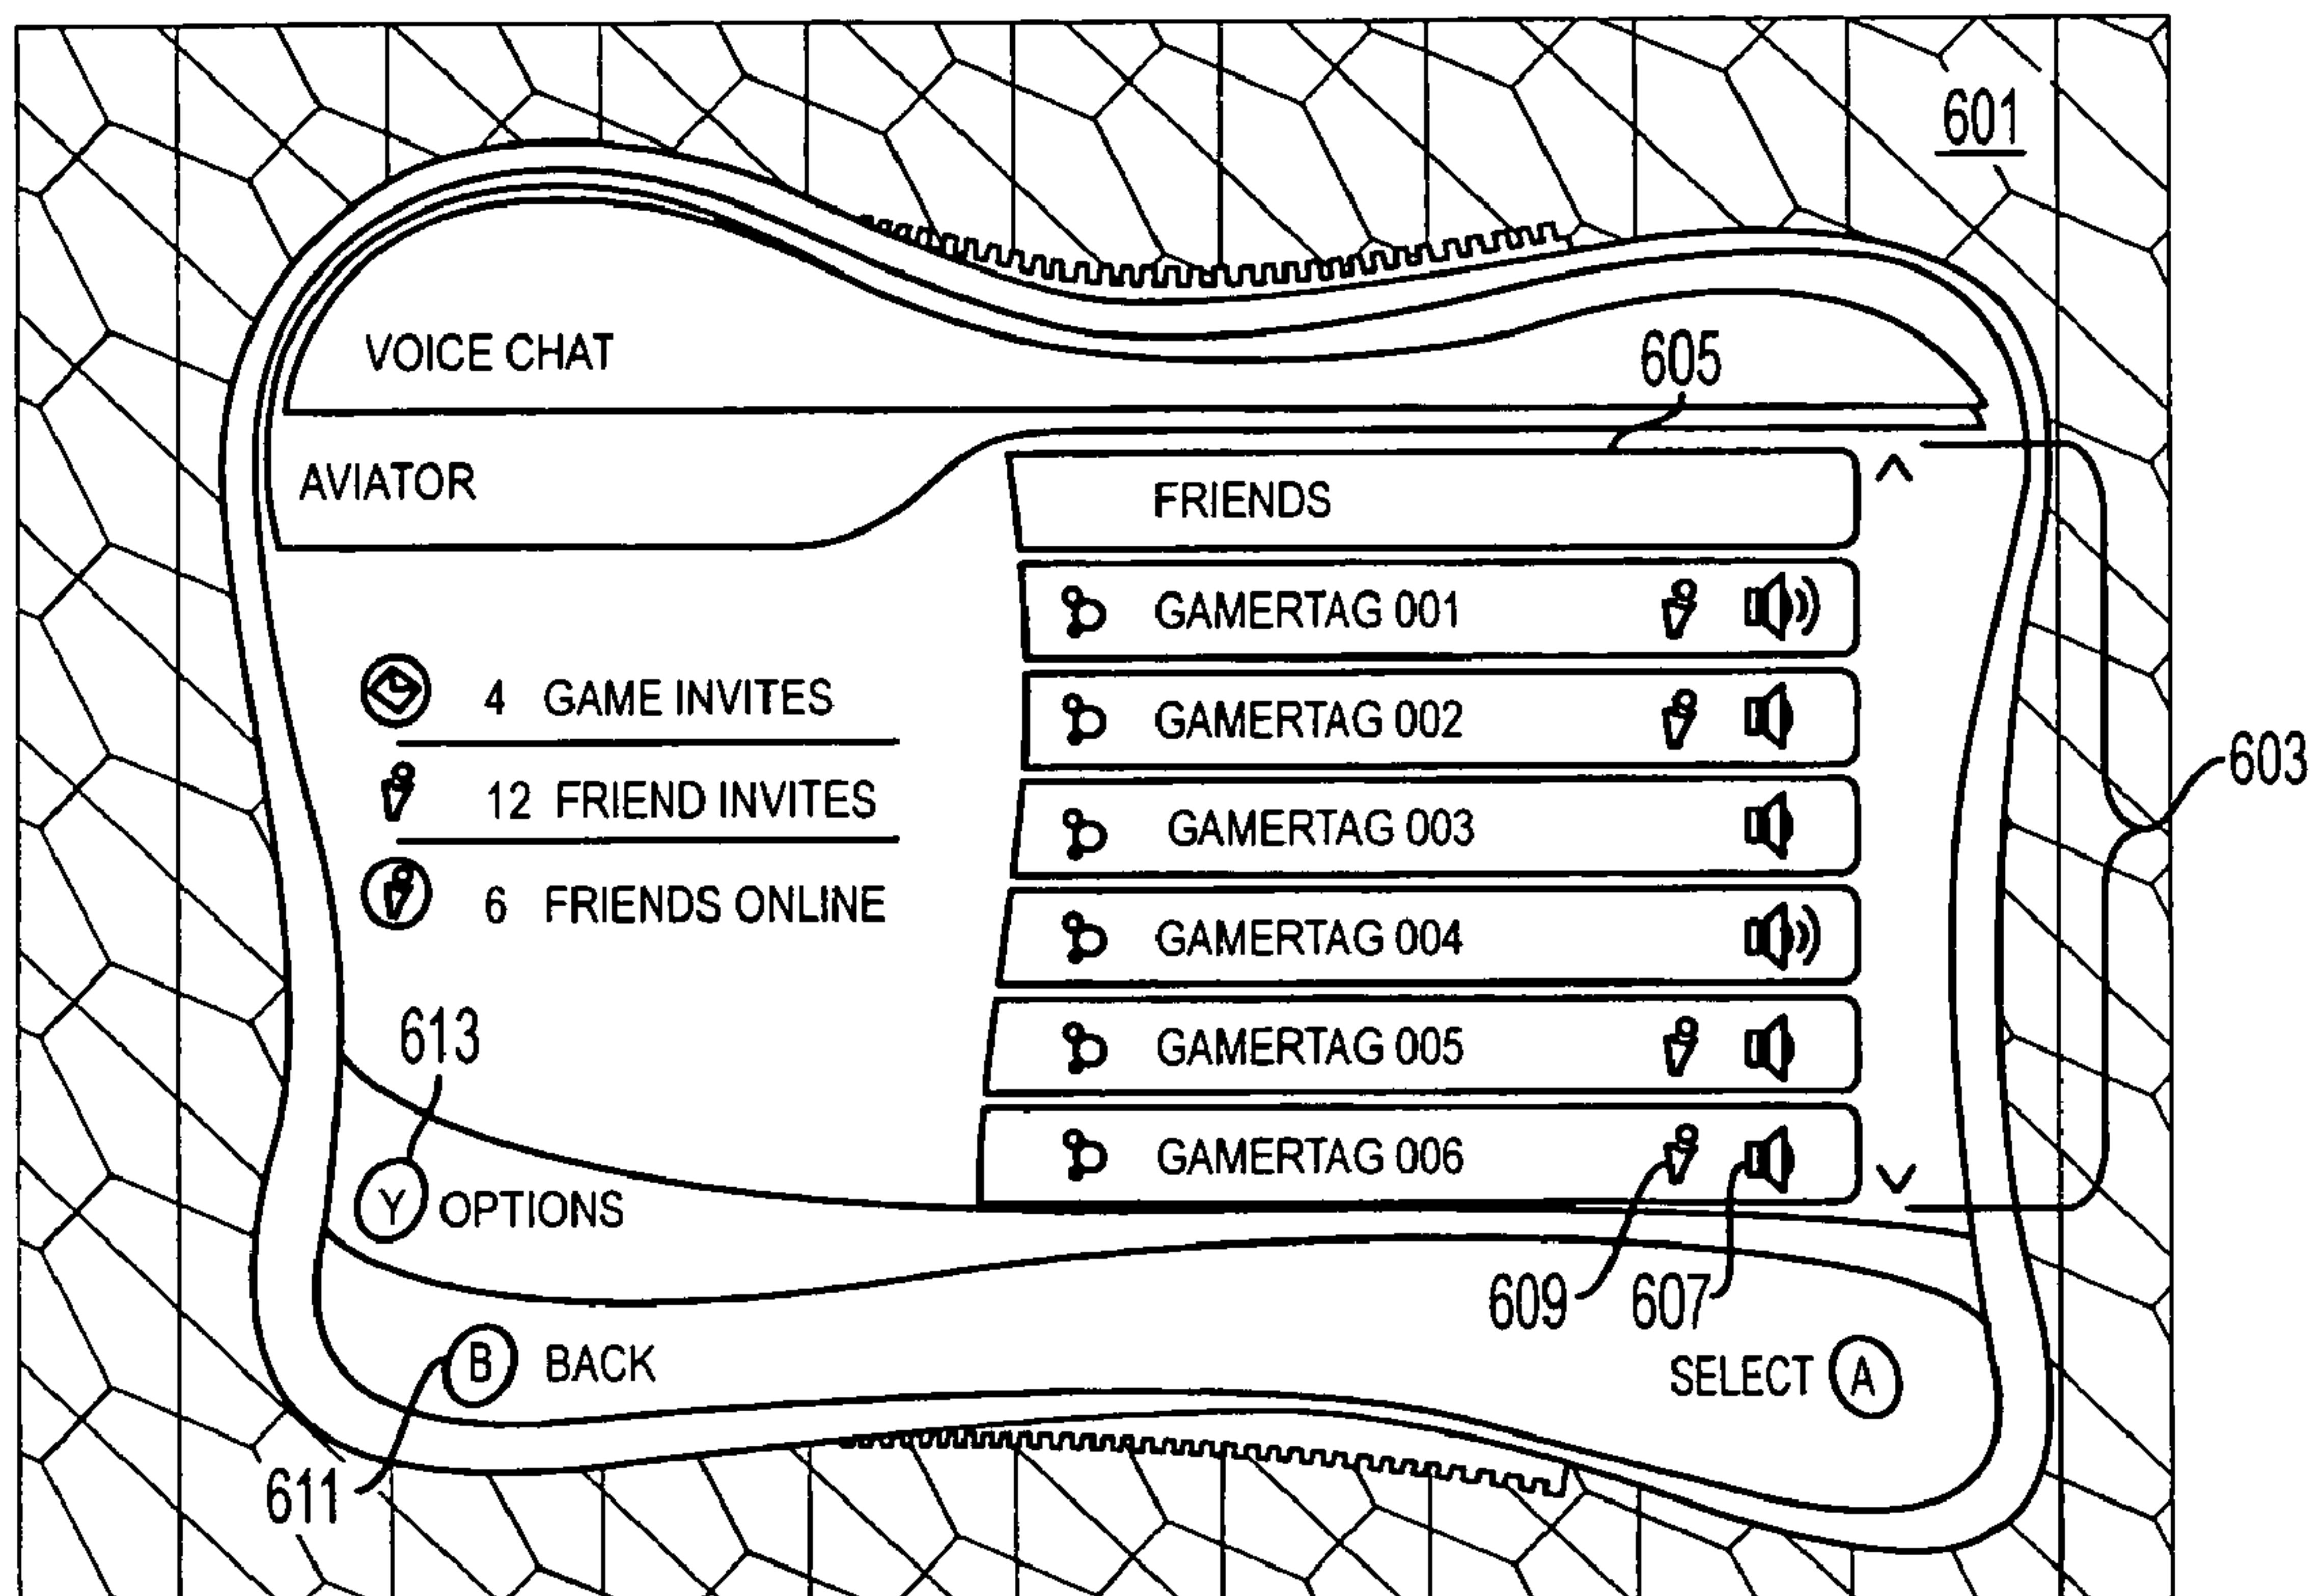 601
VOICE CHAT
605
AVIATOR
FRIENDS
^
GAMERTAG 001
4 GAME INVITES
GAMERTAG 002
603
12 FRIEND INVITES
GAMERTAG 003
6 FRIENDS ONLINE
GAMERTAG 004
613
GAMERTAG 005
GAMERTAG 006
Y OPTIONS
609 607
B BACK
SELECT A
611